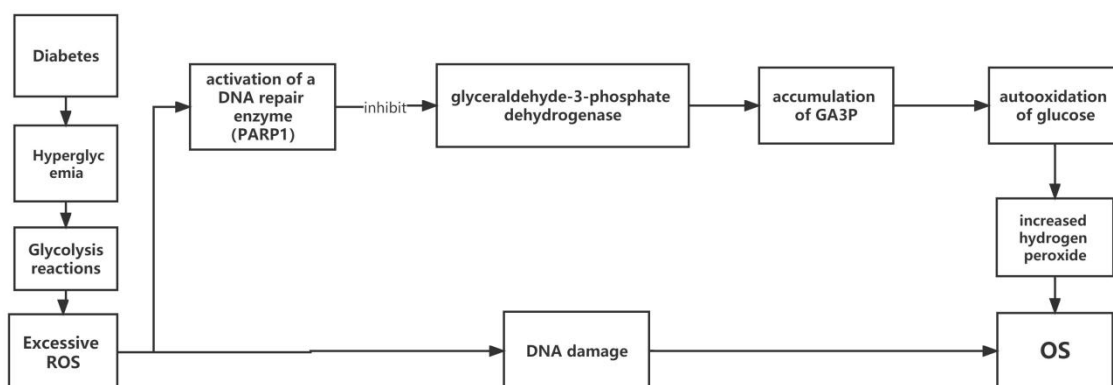 Diabetes
Hyperglyc
emia
Glycolysis
reactions
Excessive
ROS
activation of a
DNA repair
enzyme
(PARP1)
inhibit
glyceraldehyde-3-phosphate
dehydrogenase
accumulation
of GA3P
autooxidation
of glucose
increased
hydrogen
peroxide
DNA damage
OS